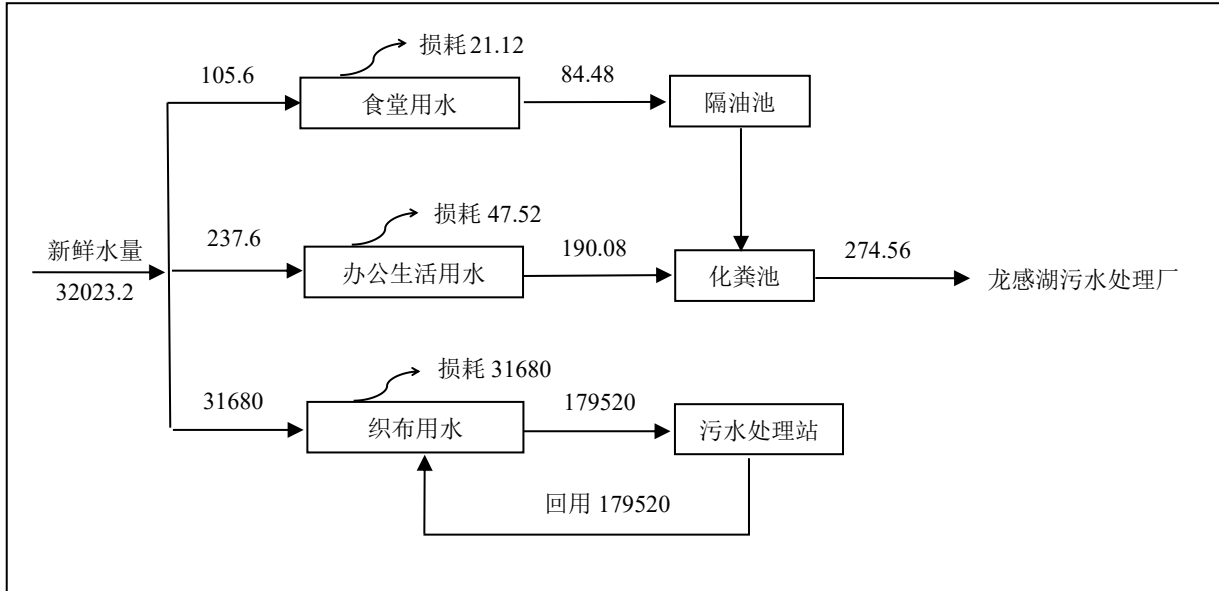 损耗 21.12
105.6
食堂用水
84.48
隔油池
损耗 47.52
新鲜水量
32023.2
237.6
办公生活用水
190.08
化粪池
274.56
龙感湖污水处理厂
损耗 31680
31680
织布用水
179520
污水处理站
回用 179520